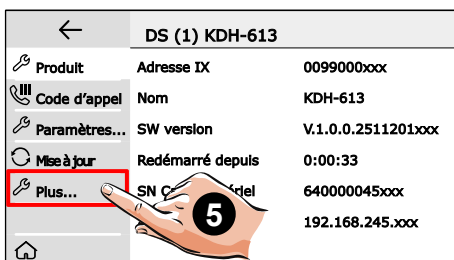 DS (1) KDH-613
Produit
Adresse IX 0099000xxx
Code d'appel
Nom KDH-613
Paramètres...
SW version V.1.0.0.2511201xxx
Mise à jour
Redémarré depuis 0:00:33
Plus...
SN 640000045xxx
5
192.168.245.xxx